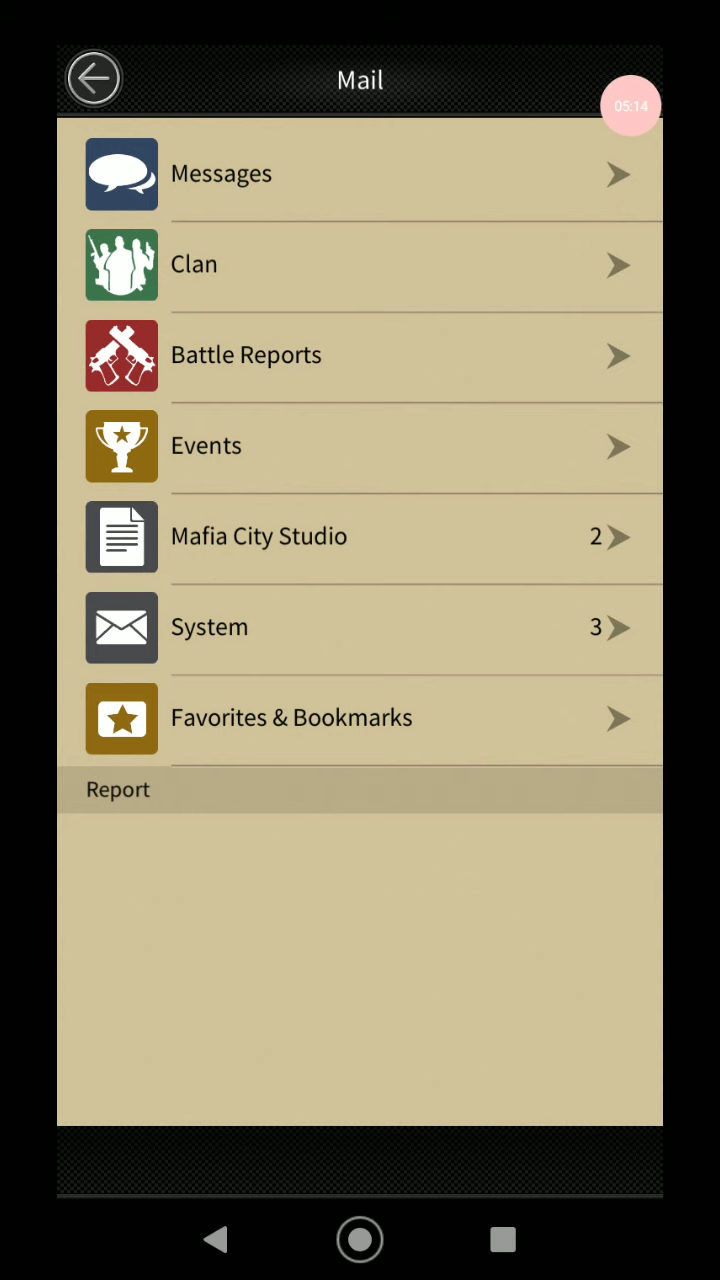 Mail
05:14
Messages
Clan
Battle Reports
Events
Mafia City Studio 2
System 3
Favorites & Bookmarks
Report